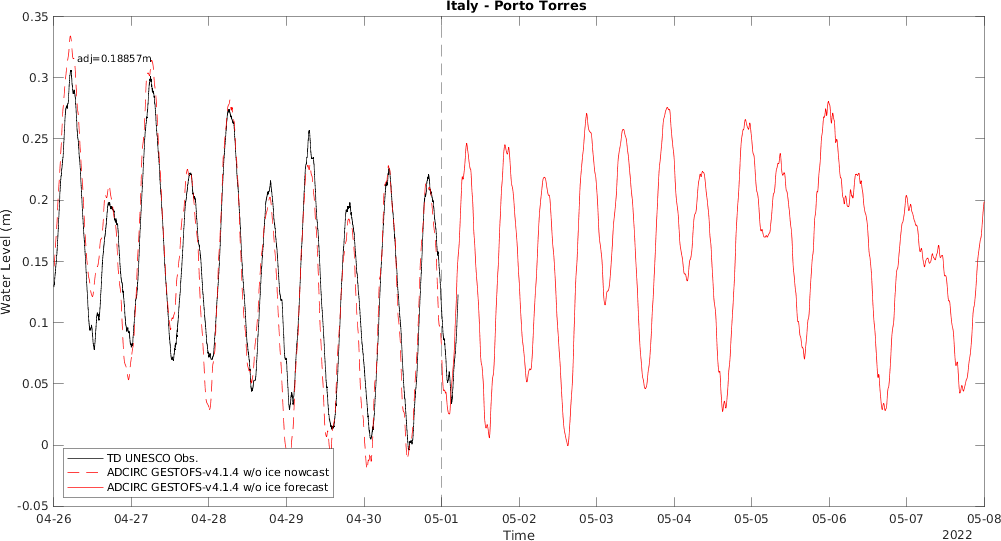 Italy - Porto Torres
0.35
0.3
0.25
0.2
0.15
0.1
0.05
0
-0.05
Water Level (m)
adj=0.18857m
TD UNESCO Obs.
ADCIRC GESTOFS-v4.1.4 w/o ice nowcast
ADCIRC GESTOFS-v4.1.4 w/o ice forecast
04-26 04-27 04-28 04-29 04-30 05-01 05-02 05-03 05-04 05-05 05-06 05-07 05-08
Time
2022